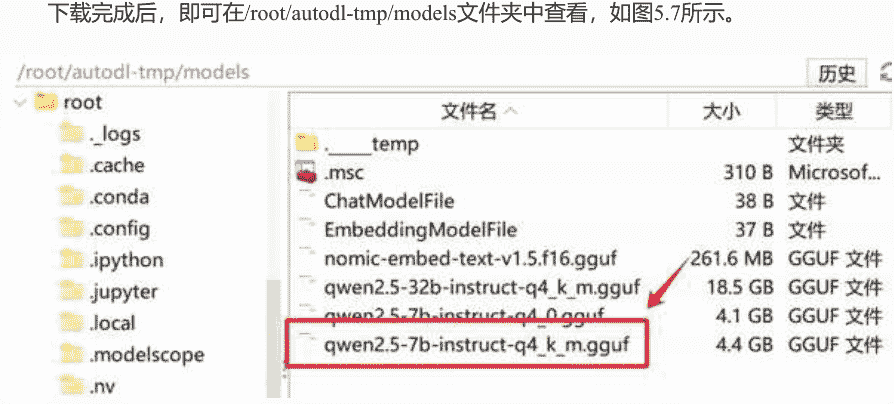 下载完成后，即可在/root/autodl-tmp/models文件夹中查看，如图5.7所示。
/root/autodl-tmp/models 历史
root
._logs
.cache
.conda
.config
.ipython
.jupyter
.local
.modelscope
.nv
文件名 大小 类型
.____temp 文件夹
.msc 310 B Microsoft...
ChatModelFile 38 B 文件
EmbeddingModelFile 37 B 文件
nomic-embed-text-v1.5.f16.gguf 261.6 MB GGUF 文件
qwen2.5-32b-instruct-q4_k_m.gguf 18.5 GB GGUF 文件
qwen2.5-7b-instruct-q4_0.gguf 4.1 GB GGUF 文件
qwen2.5-7b-instruct-q4_k_m.gguf 4.4 GB GGUF 文件